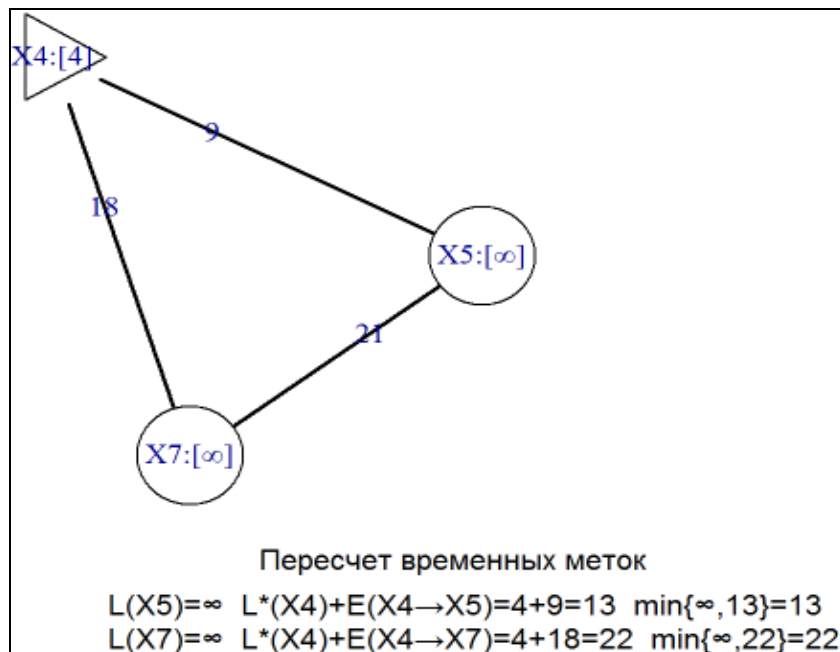 X4:[4]
9
18
X5:[∞]
21
X7:[∞]
Пересчет временных меток
L(X5)=∞ L*(X4)+E(X4→X5)=4+9=13 min{∞,13}=13
L(X7)=∞ L*(X4)+E(X4→X7)=4+18=22 min{∞,22}=22